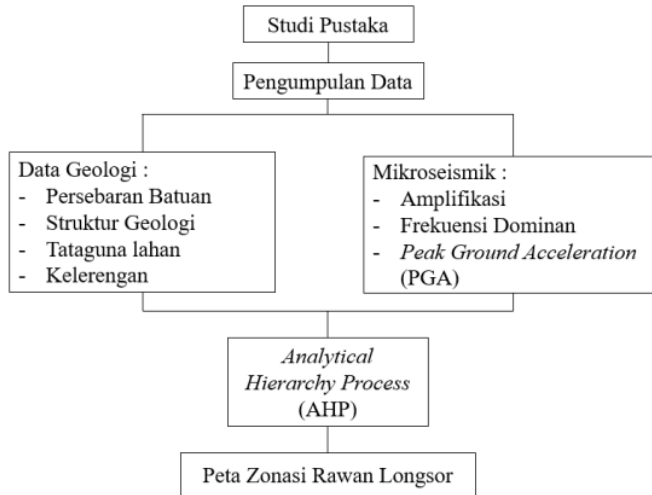 Studi Pustaka
Pengumpulan Data
Data Geologi :
- Persebaran Batuan
- Struktur Geologi
- Tataguna lahan
- Kelerengan
Mikroseismik :
- Amplifikasi
- Frekuensi Dominan
- Peak Ground Acceleration
(PGA)
Analytical
Hierarchy Process
(AHP)
Peta Zonasi Rawan Longsor